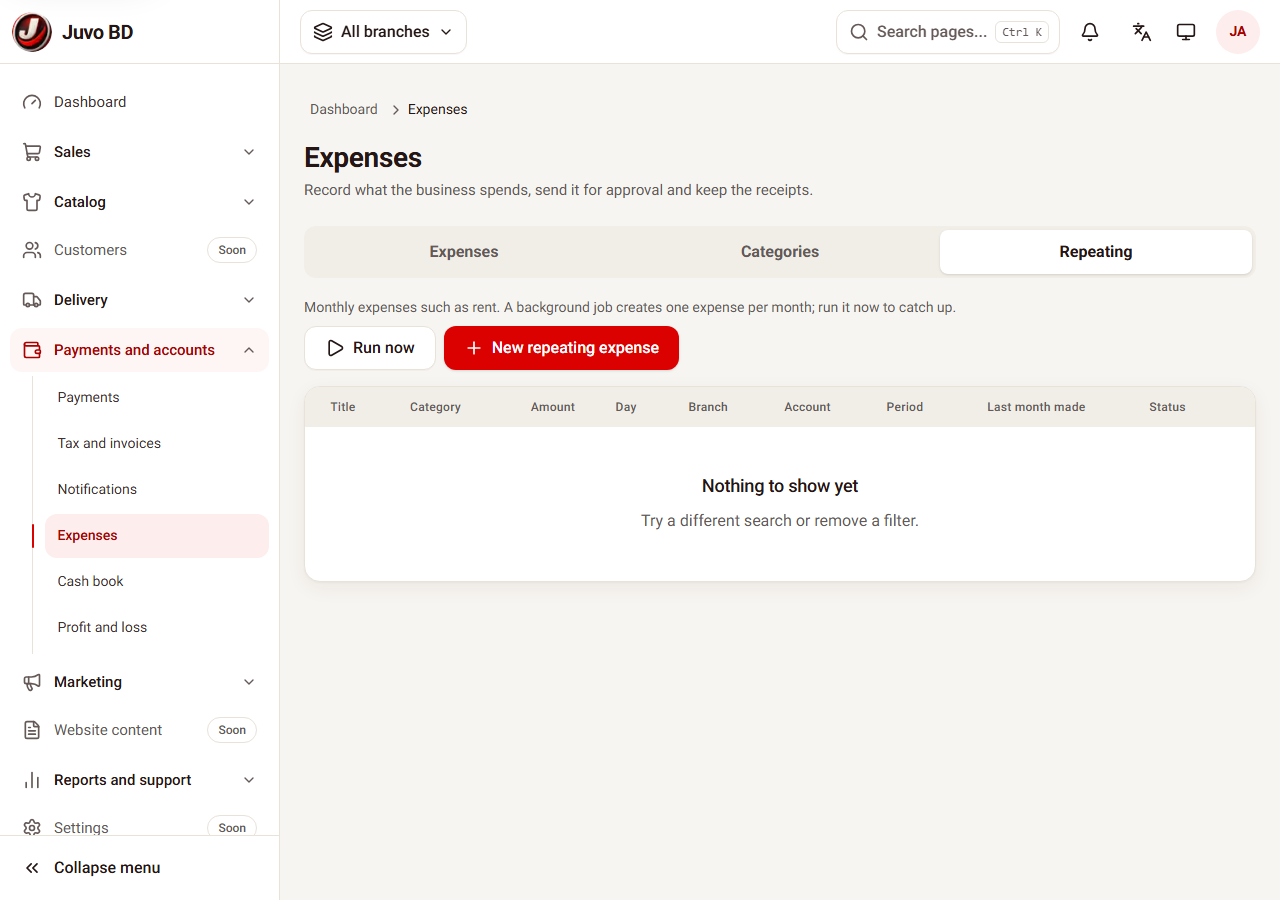 Juvo BD
All branches
Search pages...
Ctrl K
JA
Dashboard
Sales
Catalog
Customers
Soon
Delivery
Payments and accounts
Payments
Tax and invoices
Notifications
Expenses
Cash book
Profit and loss
Marketing
Website content
Soon
Reports and support
Settings
Soon
Collapse menu
Dashboard
Expenses
Expenses
Record what the business spends, send it for approval and keep the receipts.
Expenses
Categories
Repeating
Monthly expenses such as rent. A background job creates one expense per month; run it now to catch up.
Run now
New repeating expense
Title Category Amount Day Branch Account Period Last month made Status
Nothing to show yet
Try a different search or remove a filter.